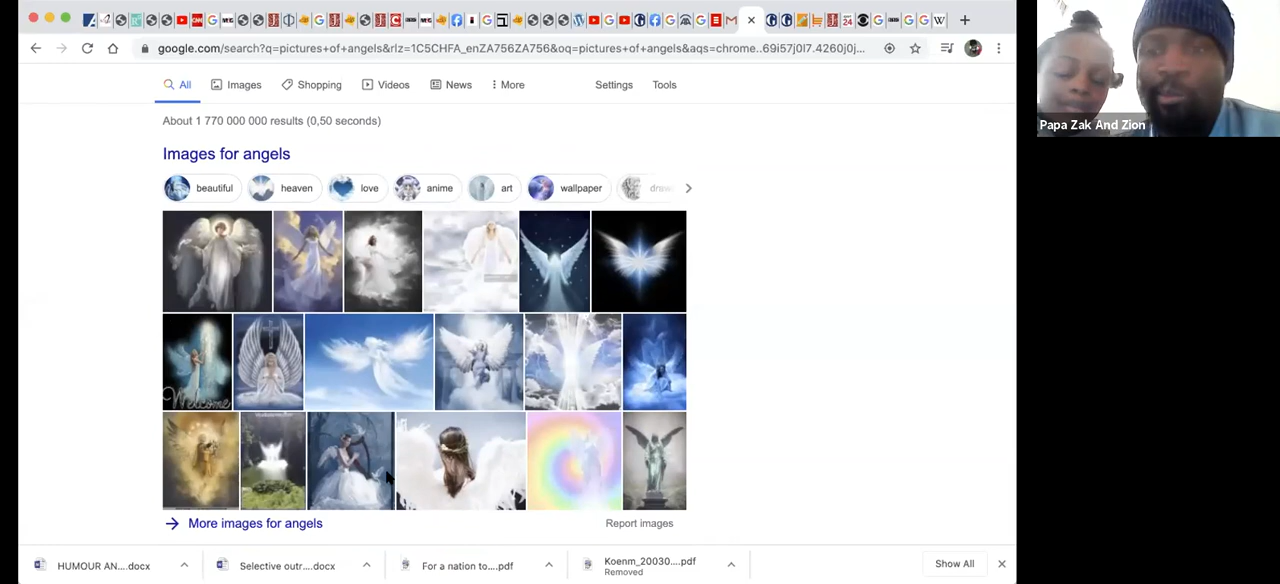 google.com/search?q=pictures+of+angels&rlz=1C5CHFA_enZA756ZA756&oq=pictures+of+angels&aqs=chrome..69i57j0l7.4260j0j...
All Images Shopping Videos News More Settings Tools
About 1 770 000 000 results (0,50 seconds)
Images for angels
beautiful heaven love anime art wallpaper
Welcome
More images for angels
Report images
HUMOUR AN....docx Selective outr....docx For a nation to....pdf Koenm_20030....pdf
Removed
Show All
Papa Zak And Zion